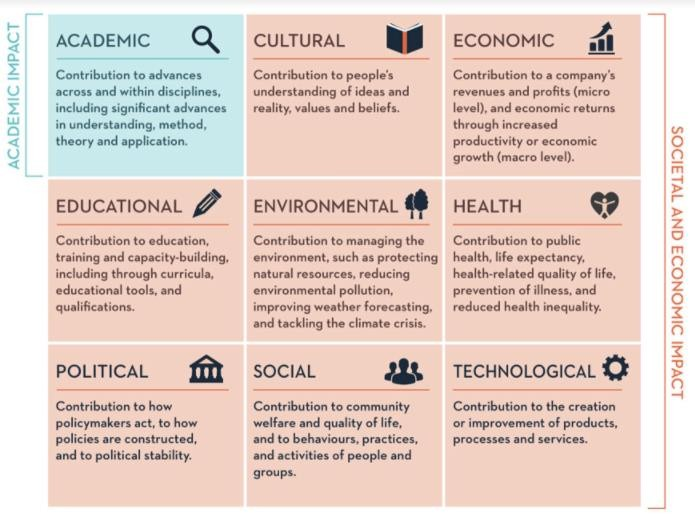 ACADEMIC IMPACT
ACADEMIC
Contribution to advances
across and within disciplines,
including significant advances
in understanding, method,
theory and application.
CULTURAL
Contribution to people's
understanding of ideas and
reality, values and beliefs.
ECONOMIC
Contribution to a company's
revenues and profits (micro
level), and economic returns
through increased
productivity or economic
growth (macro level).
EDUCATIONAL
Contribution to education,
training and capacity-building,
including through curricula,
educational tools, and
qualifications.
ENVIRONMENTAL
Contribution to managing the
environment, such as protecting
natural resources, reducing
environmental pollution,
improving weather forecasting,
and tackling the climate crisis.
HEALTH
Contribution to public
health, life expectancy,
health-related quality of life,
prevention of illness, and
reduced health inequality.
POLITICAL
Contribution to how
policymakers act, to how
policies are constructed,
and to political stability.
SOCIAL
Contribution to community
welfare and quality of life,
and to behaviours, practices,
and activities of people and
groups.
TECHNOLOGICAL
Contribution to the creation
or improvement of products,
processes and services.
SOCIETAL AND ECONOMIC IMPACT